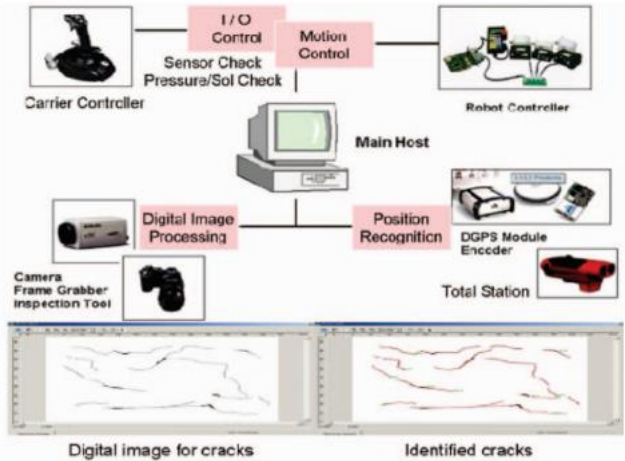 I / O
Control
Motion
Control
Sensor Check
Pressure/Sol Check
Carrier Controller
Robot Controller
Main Host
Digital Image
Processing
Position
Recognition
DGPS Module
Encoder
Camera
Frame Grabber
Inspection Tool
Total Station
Digital image for cracks
Identified cracks